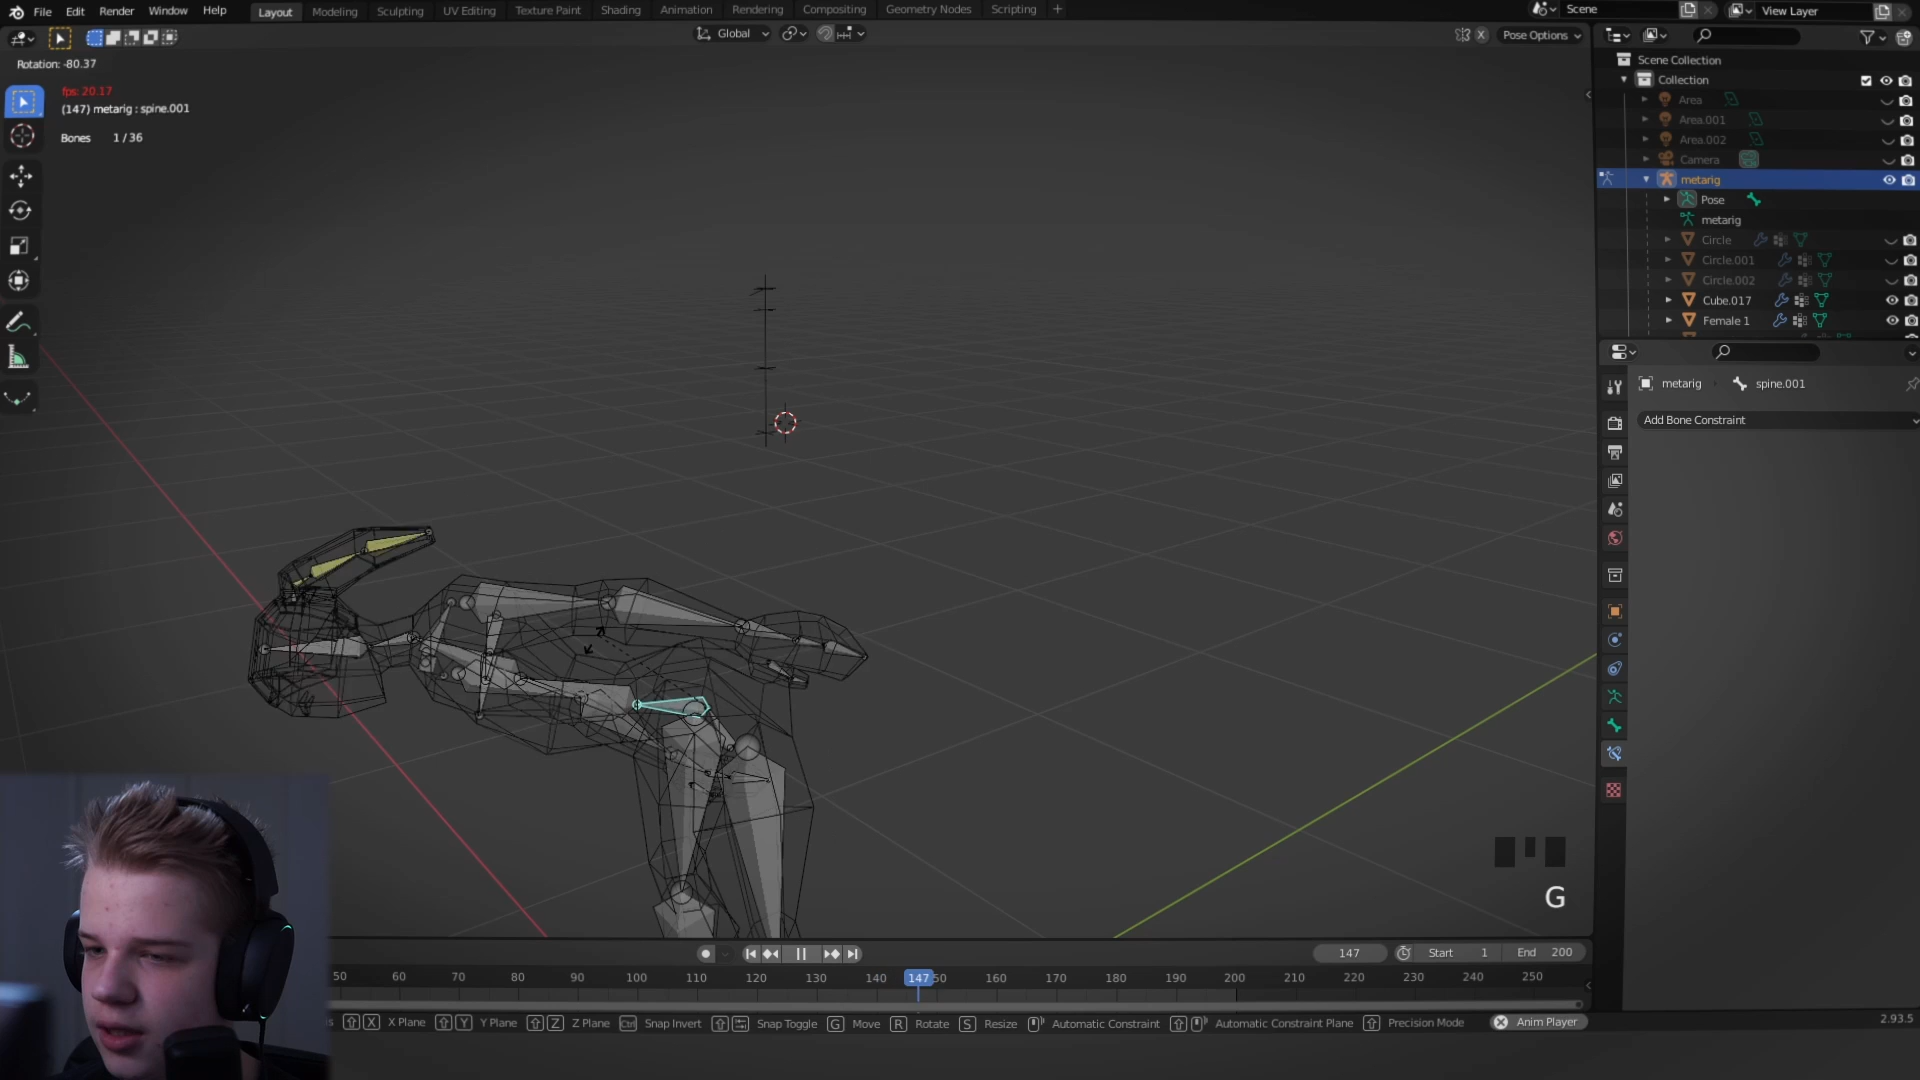 File Edit Render Window Help Layout Modeling Sculpting UV Editing Texture Paint Shading Animation Rendering Compositing Geometry Nodes Scripting + Scene View Layer
Global X Pose Options
Rotation: -80.37
fps: 20.17
(147) metarig : spine.001
Bones 1 / 36
Scene Collection
Collection
Area
Area.001
Area.002
Camera
metarig
Pose
metarig
Circle
Circle.001
Circle.002
Cube.017
Female 1
metarig spine.001
Add Bone Constraint
G
147 Start 1 End 200
50 60 70 80 90 100 110 120 130 140 147 50 160 170 180 190 200 210 220 230 240 250
X X Plane Y Y Plane Z Z Plane Ctrl Snap Invert Snap Toggle G Move R Rotate S Resize Automatic Constraint Automatic Constraint Plane Precision Mode Anim Player 2.93.5